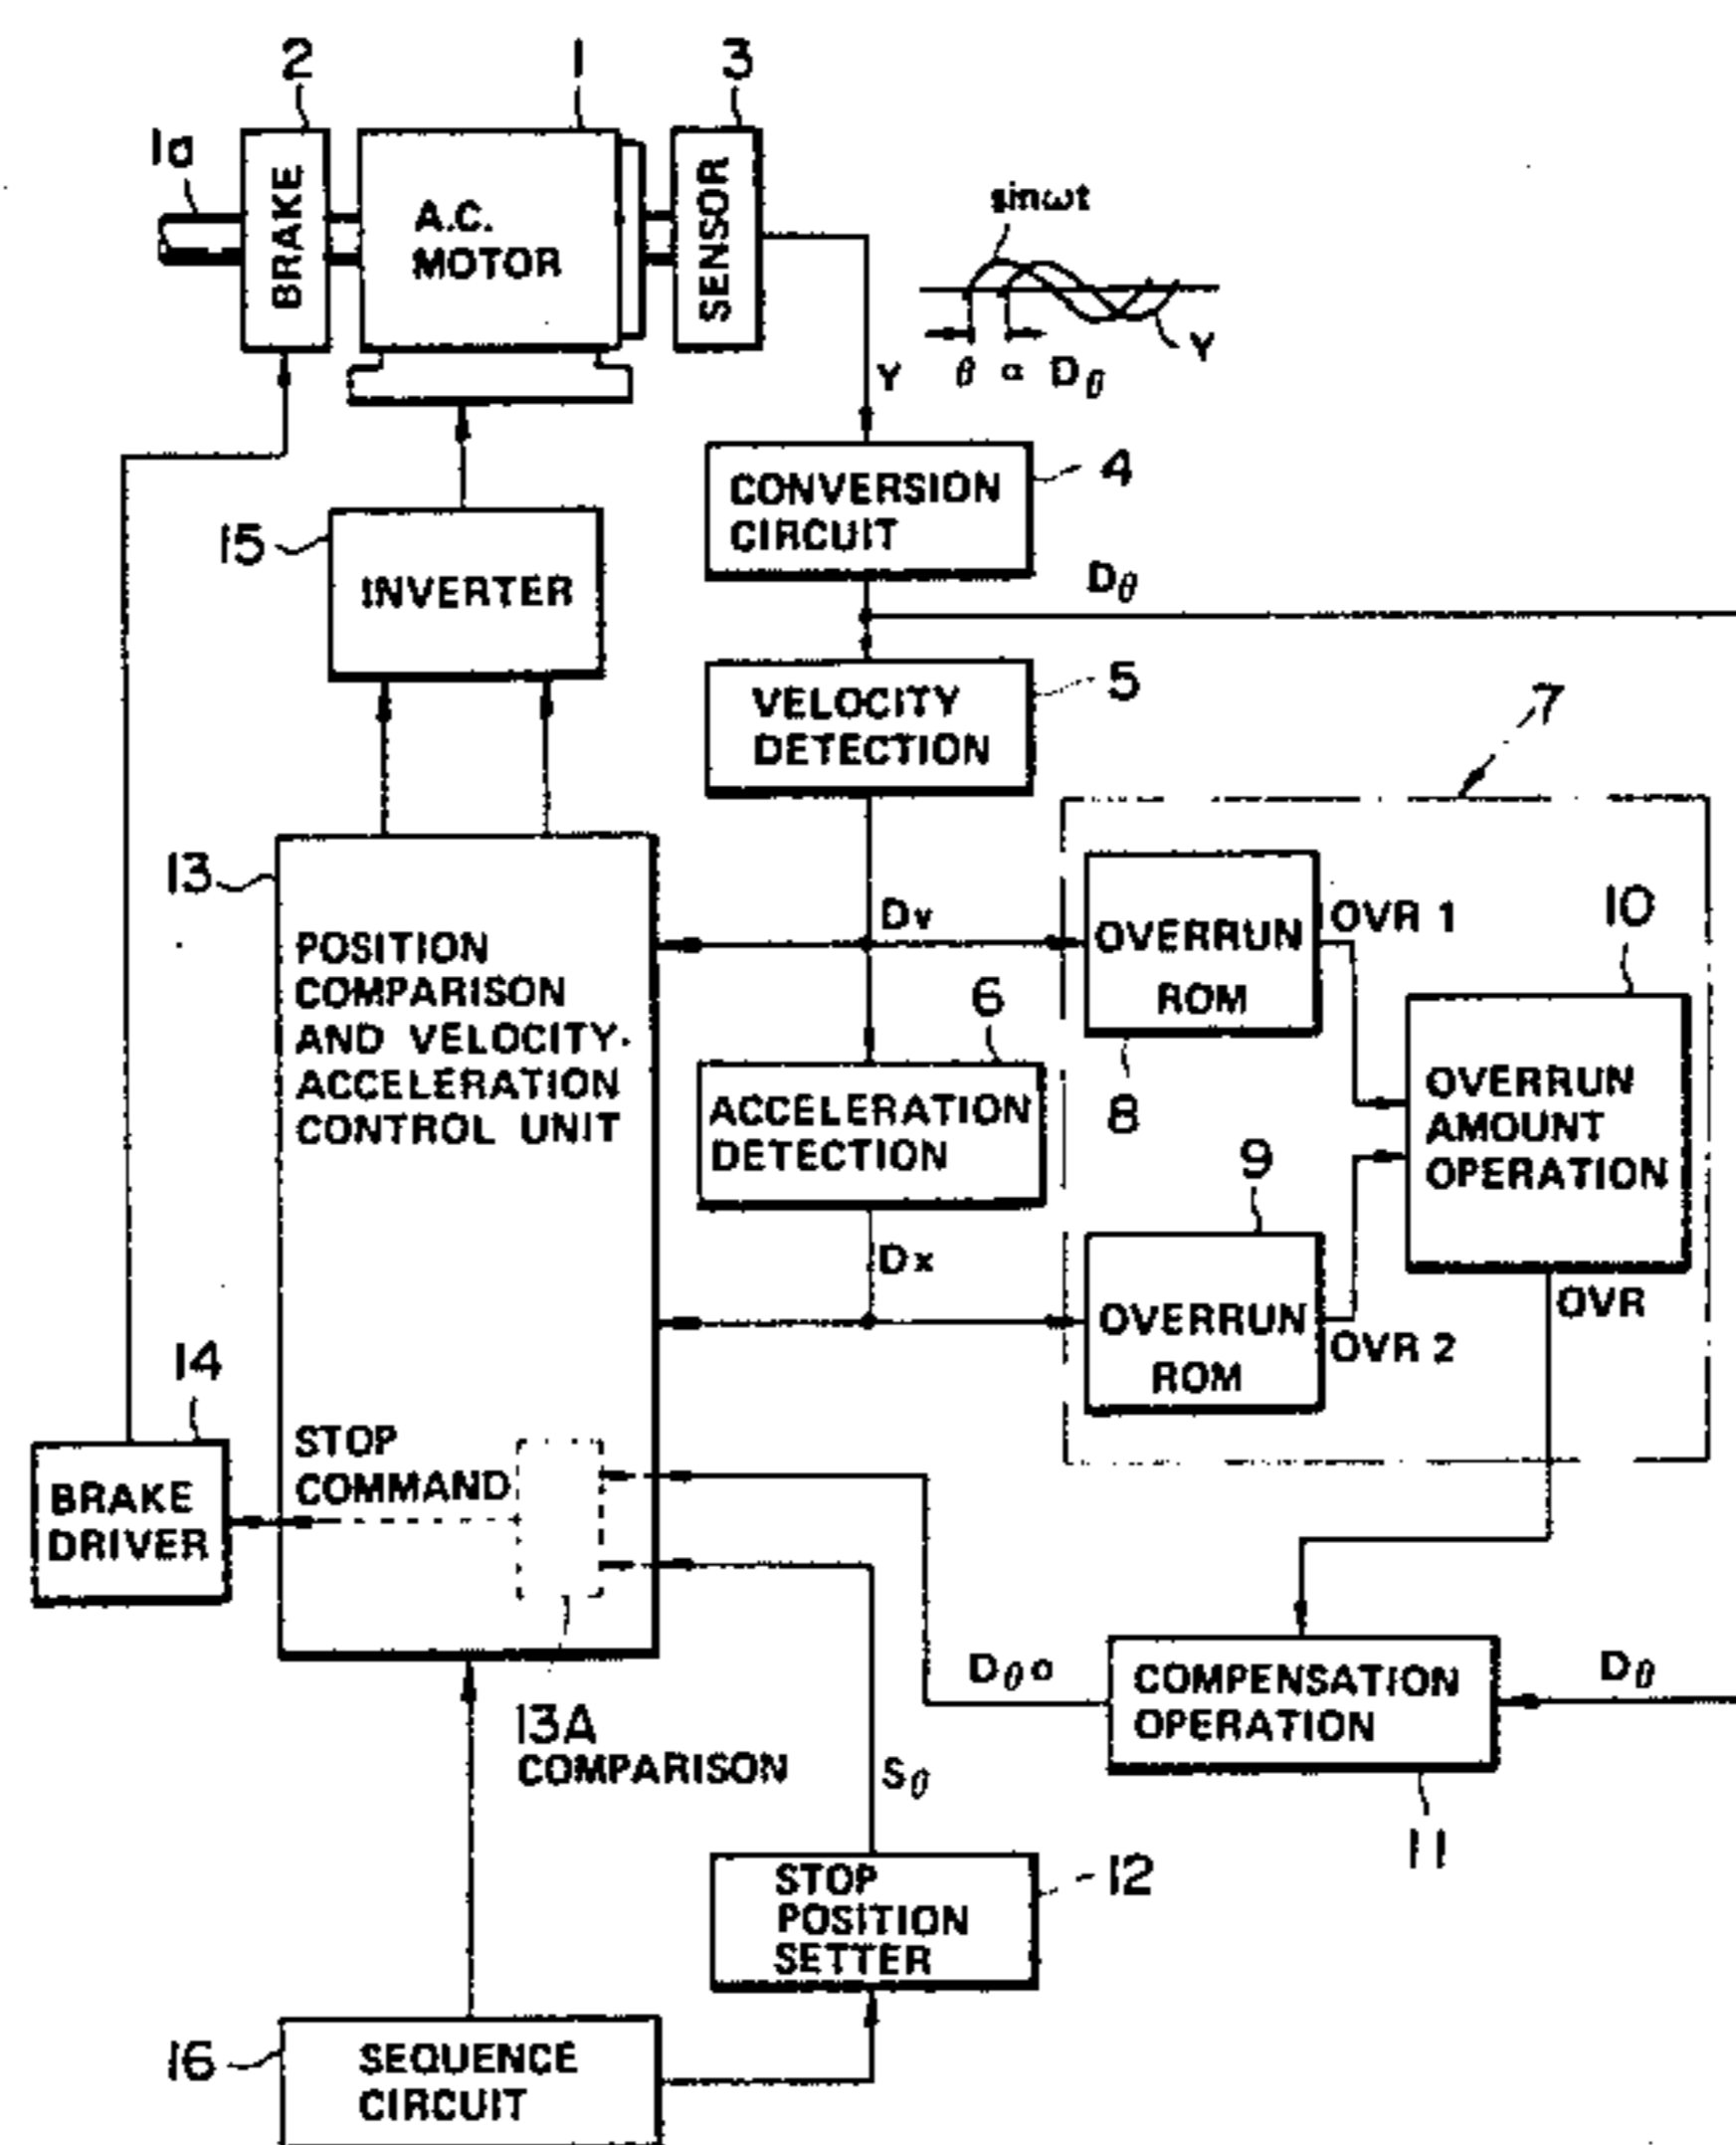 2
1
3
1a
BRAKE
A.C.
MOTOR
SENSOR
sinωt
Y
Y
θ α Dθ
CONVERSION
CIRCUIT
4
15
INVERTER
Dθ
VELOCITY
DETECTION
5
7
13
POSITION
COMPARISON
AND VELOCITY·
ACCELERATION
CONTROL UNIT
Dv
OVERRUN
ROM
OVR 1
10
6
8
ACCELERATION
DETECTION
OVERRUN
AMOUNT
OPERATION
9
Dx
OVERRUN
ROM
OVR 2
OVR
14
STOP
COMMAND
BRAKE
DRIVER
Dθo
COMPENSATION
OPERATION
Dθ
13A
COMPARISON
Sθ
11
STOP
POSITION
SETTER
12
16
SEQUENCE
CIRCUIT